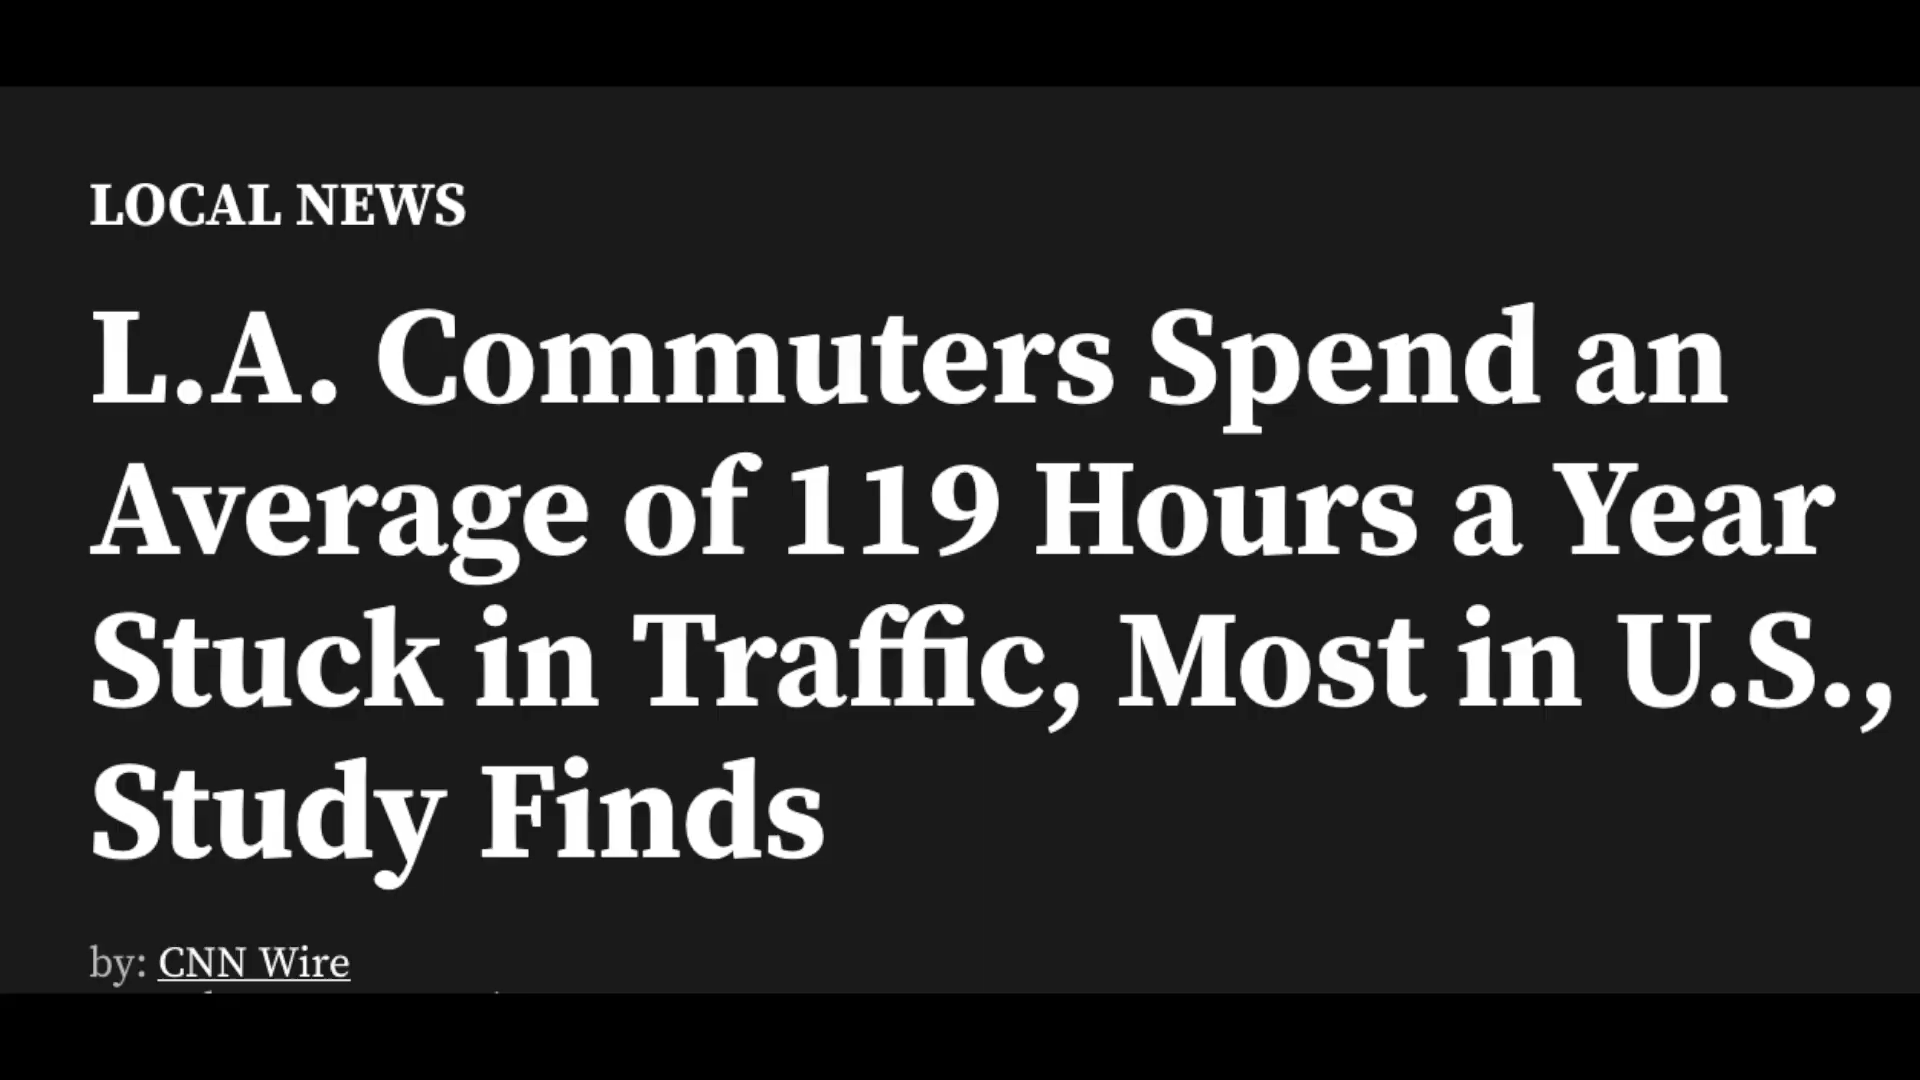 LOCAL NEWS
L.A. Commuters Spend an
Average of 119 Hours a Year
Stuck in Traffic, Most in U.S.,
Study Finds
by: CNN Wire